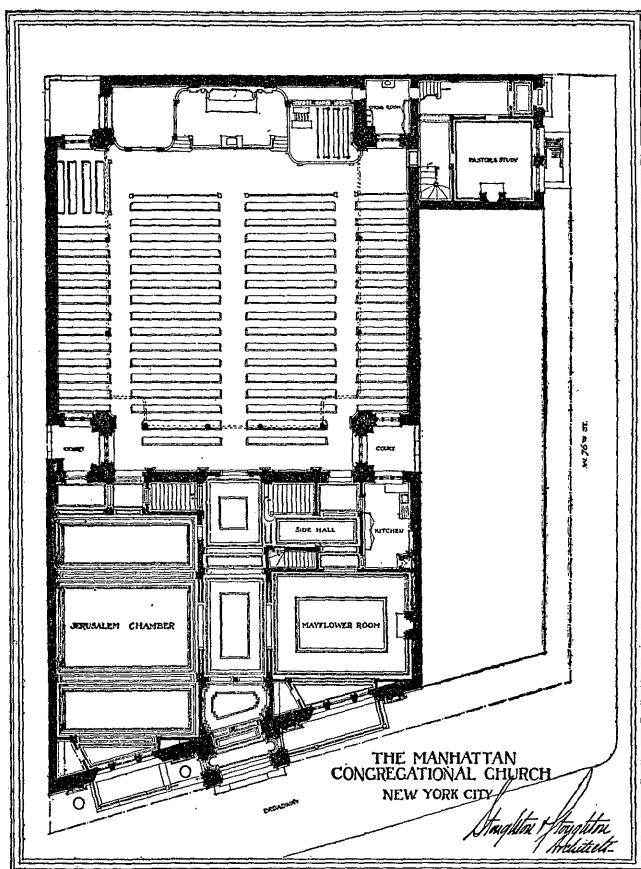 CHOIR ROOM
PASTOR'S STUDY
COURT
COURT
W. 76TH ST.
SIDE HALL
KITCHEN
JERUSALEM CHAMBER
MAYFLOWER ROOM
BROADWAY
THE MANHATTAN
CONGREGATIONAL CHURCH
NEW YORK CITY
Stoughton & Stoughton
Architects